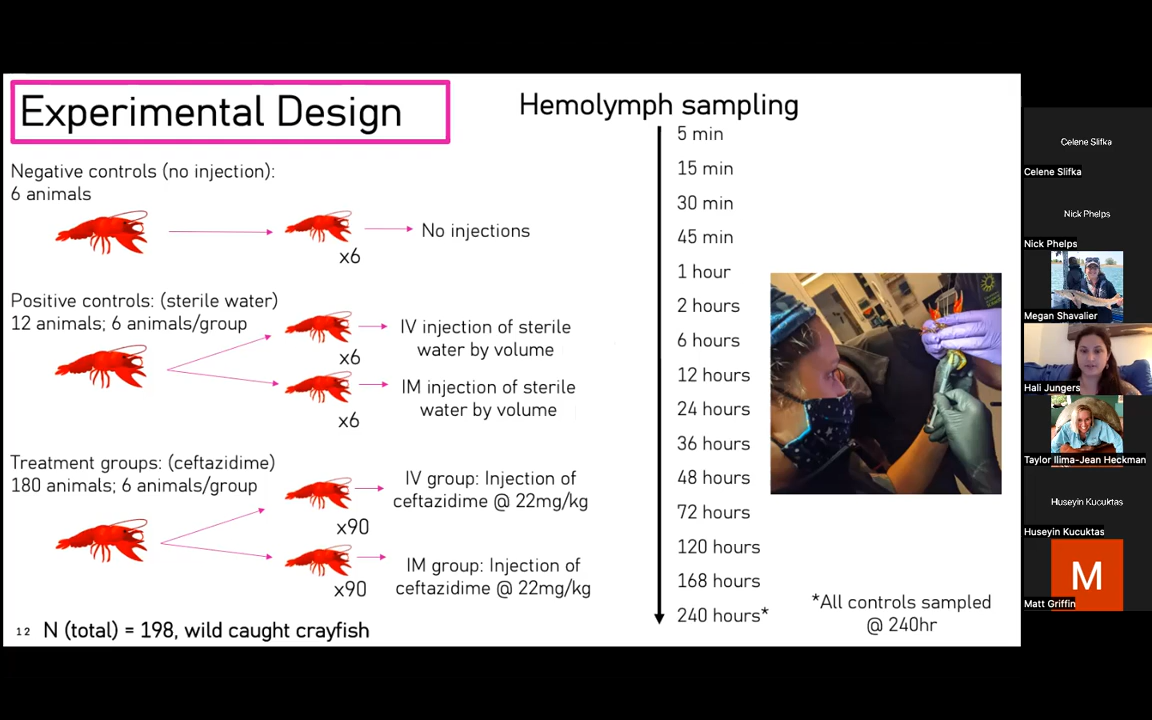 Experimental Design
Negative controls (no injection):
6 animals
x6
No injections
Positive controls: (sterile water)
12 animals; 6 animals/group
x6
IV injection of sterile
water by volume
x6
IM injection of sterile
water by volume
Treatment groups: (ceftazidime)
180 animals; 6 animals/group
x90
IV group: Injection of
ceftazidime @ 22mg/kg
x90
IM group: Injection of
ceftazidime @ 22mg/kg
12
N (total) = 198, wild caught crayfish
Hemolymph sampling
5 min
15 min
30 min
45 min
1 hour
2 hours
6 hours
12 hours
24 hours
36 hours
48 hours
72 hours
120 hours
168 hours
240 hours*
*All controls sampled
@ 240hr
Celene Slifka
Celene Slifka
Nick Phelps
Nick Phelps
Megan Shavalier
Hali Jungers
Taylor Ilima-Jean Heckman
Huseyin Kucuktas
Huseyin Kucuktas
M
Matt Griffin